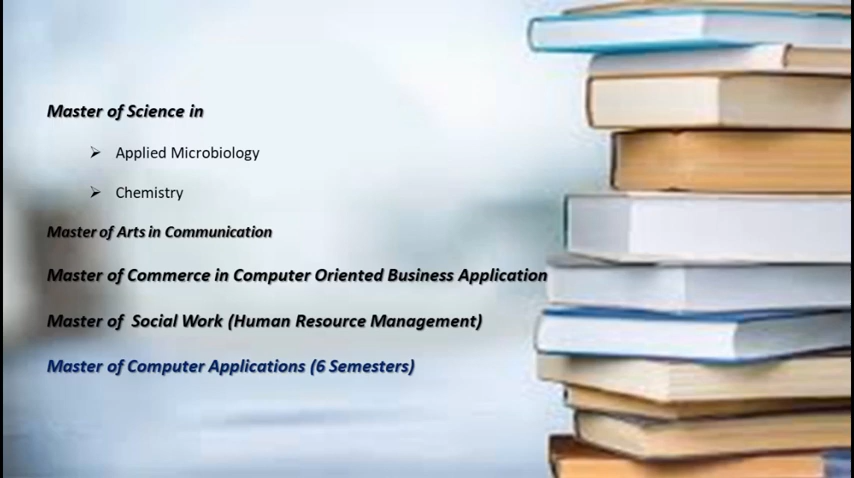 Master of Science in
Applied Microbiology
Chemistry
Master of Arts in Communication
Master of Commerce in Computer Oriented Business Application
Master of  Social Work (Human Resource Management)
Master of Computer Applications (6 Semesters)